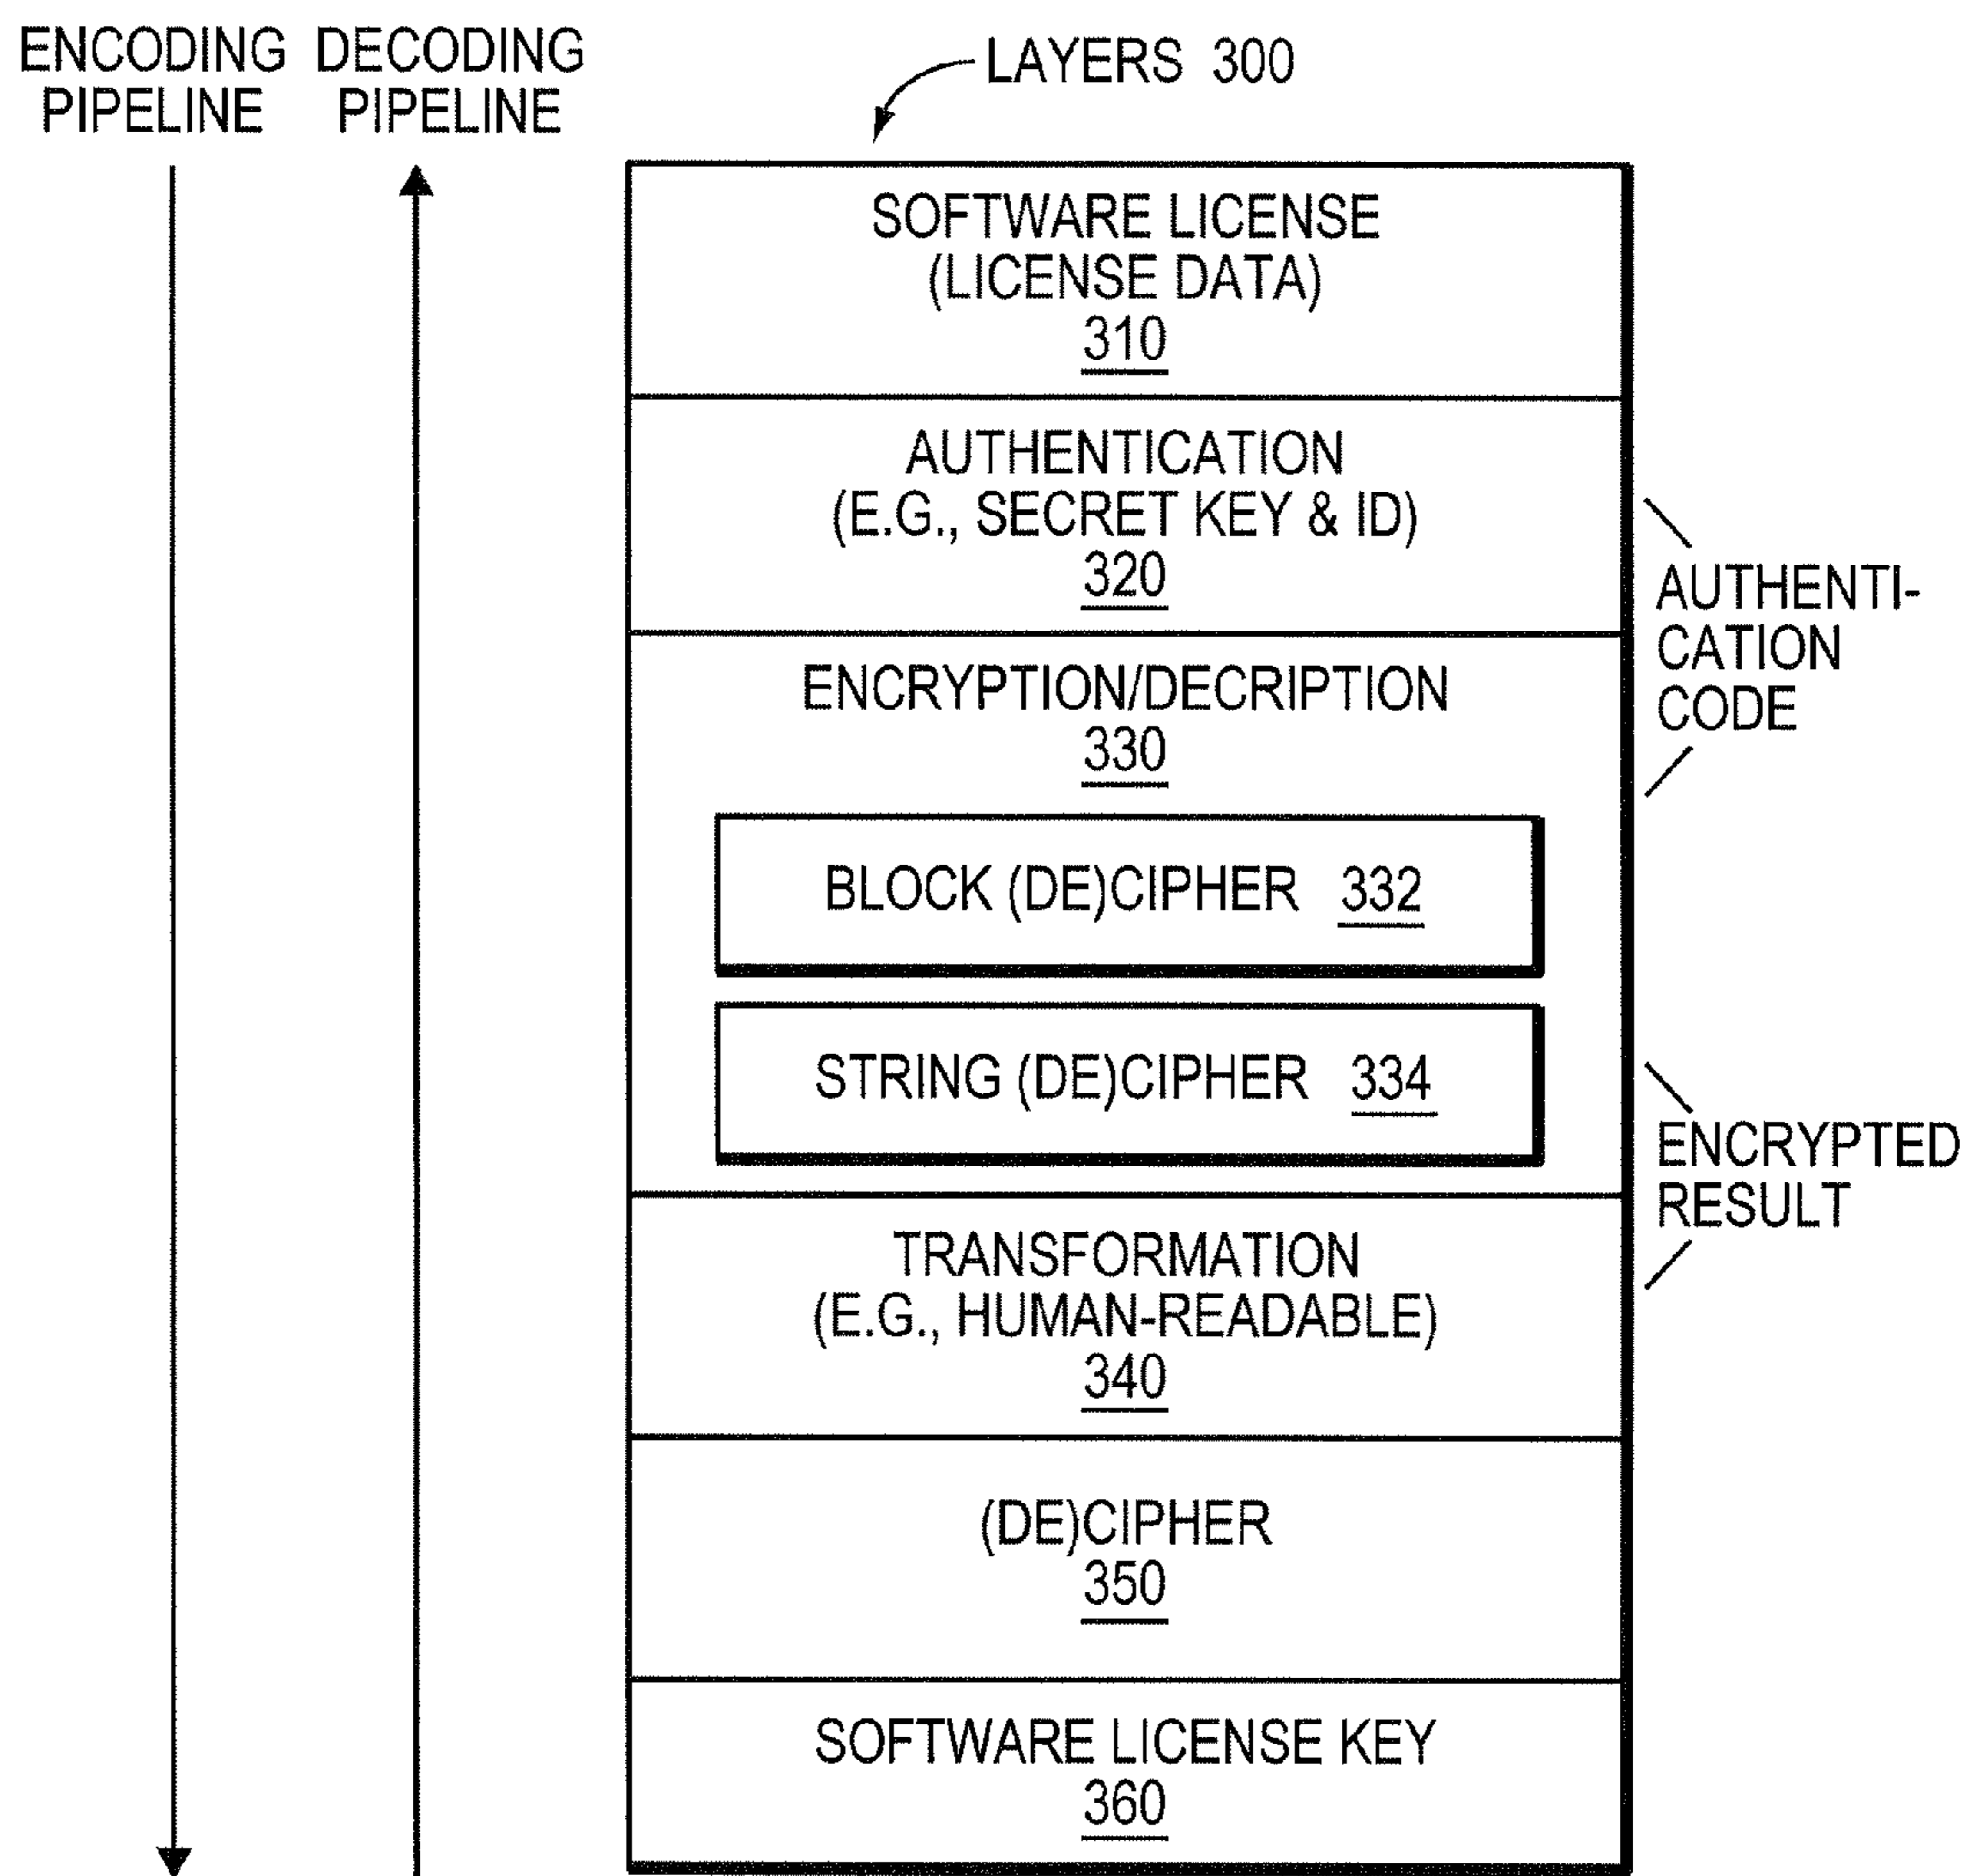 ENCODING
PIPELINE
DECODING
PIPELINE
LAYERS 300
SOFTWARE LICENSE
(LICENSE DATA)
310
AUTHENTICATION
(E.G., SECRET KEY & ID)
320
AUTHENTI-
CATION
CODE
ENCRYPTION/DECRIPTION
330
BLOCK (DE)CIPHER 332
STRING (DE)CIPHER 334
ENCRYPTED
RESULT
TRANSFORMATION
(E.G., HUMAN-READABLE)
340
(DE)CIPHER
350
SOFTWARE LICENSE KEY
360